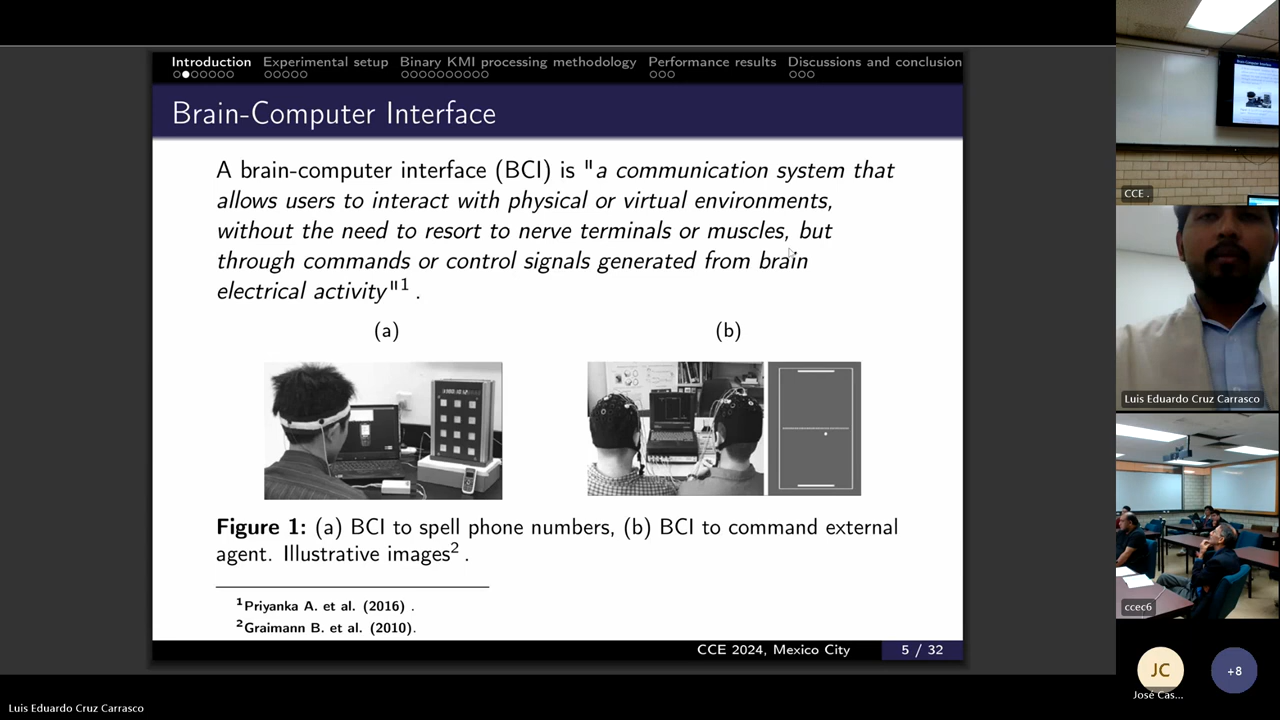 Introduction Experimental setup Binary KMI processing methodology Performance results Discussions and conclusion
Brain-Computer Interface
A brain-computer interface (BCI) is "a communication system that
allows users to interact with physical or virtual environments,
without the need to resort to nerve terminals or muscles, but
through commands or control signals generated from brain
electrical activity"1 .
(a) (b)
Figure 1: (a) BCI to spell phone numbers, (b) BCI to command external
agent. Illustrative images2 .
1Priyanka A. et al. (2016) .
2Graimann B. et al. (2010).
CCE 2024, Mexico City 5 / 32
CCE .
Luis Eduardo Cruz Carrasco
ccec6
JC
José Cas...
+8
Luis Eduardo Cruz Carrasco